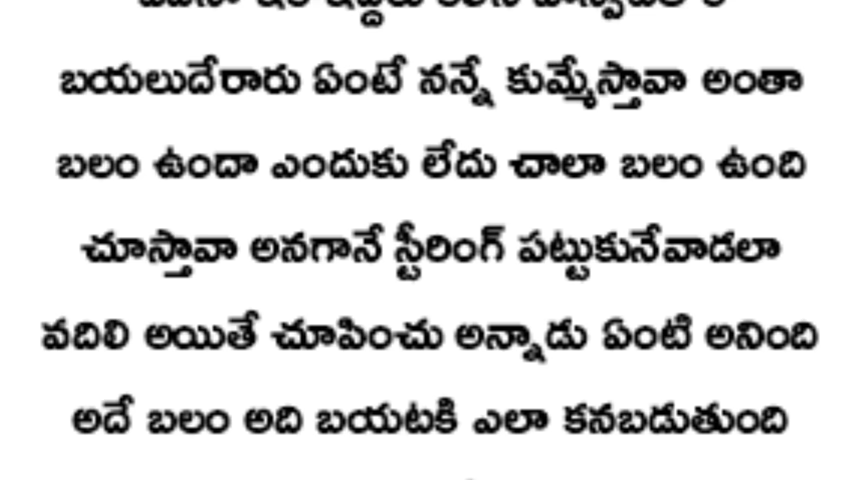 బయలుదేరారు ఏంటే నన్నే కుమ్మేస్తావా అంతా
బలం ఉందా ఎందుకు లేదు చాలా బలం ఉంది
చూస్తావా అనగానే స్టీరింగ్ పట్టుకునేవాడలా
వదిలి అయితే చూపించు అన్నాడు ఏంటి అనింది
అదే బలం అది బయటకి ఎలా కనబడుతుంది